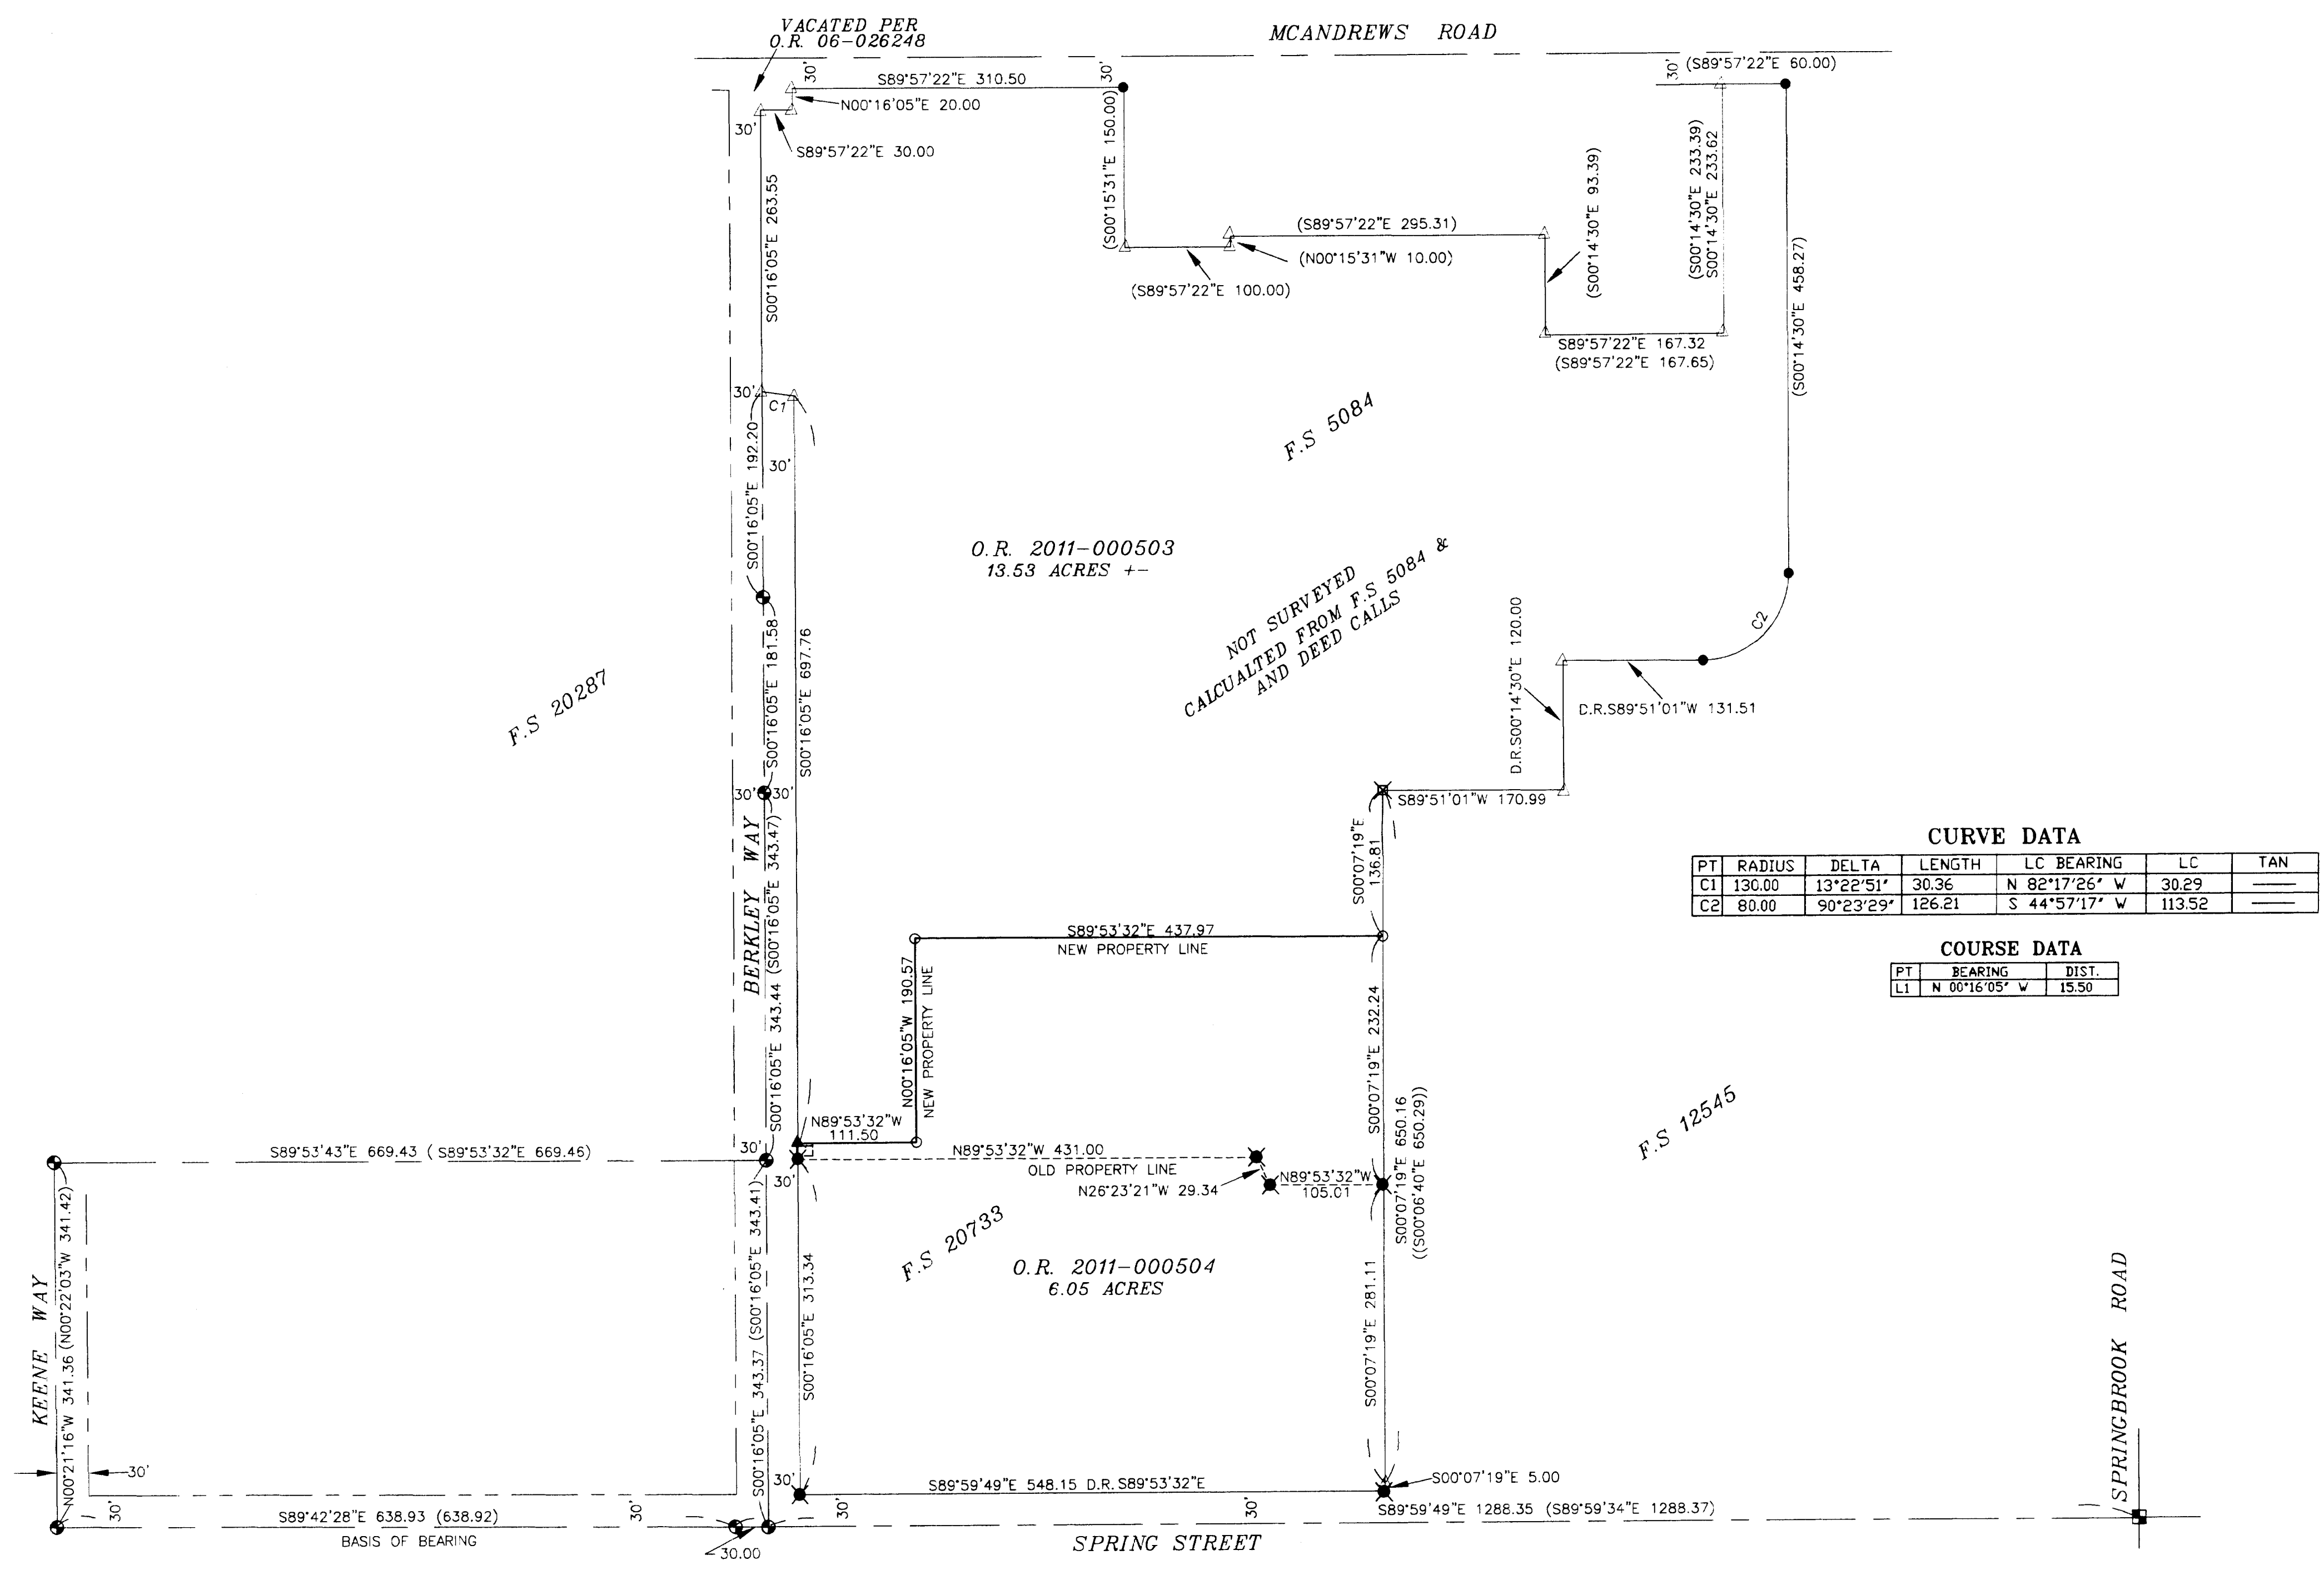 VACATED PER
O.R. 06-026248
MCANDREWS ROAD
30'
S89°57'22"E 310.50
30'
30'
(S89°57'22"E 60.00)
N00°16'05"E 20.00
30'
S89°57'22"E 30.00
S00°16'05"E 263.55
(S00°15'31"E 150.00)
(S89°57'22"E 295.31)
(N00°15'31"W 10.00)
(S89°57'22"E 100.00)
(S00°14'30"E 93.39)
(S00°14'30"E 233.39)
S00°14'30"E 233.62
S89°57'22"E 167.32
(S89°57'22"E 167.65)
(S00°14'30"E 458.27)
30'
C1
S00°16'05"E 192.20
30'
F.S 5084
O.R. 2011-000503
13.53 ACRES +-
NOT SURVEYED
CALCUALTED FROM F.S 5084 &
AND DEED CALLS
C2
D.R.S00°14'30"E 120.00
D.R.S89°51'01"W 131.51
S00°16'05"E 181.58
S00°16'05"E 697.76
F.S 20287
30'
30'
S89°51'01"W 170.99
BERKLEY WAY
S00°16'05"E 343.44 (S00°16'05"E 343.47)
S00°07'19"E
136.81
CURVE DATA
PT RADIUS DELTA LENGTH LC BEARING LC TAN
C1 130.00 13°22'51" 30.36 N 82°17'26" W 30.29
C2 80.00 90°23'29" 126.21 S 44°57'17" W 113.52
COURSE DATA
PT BEARING DIST.
L1 N 00°16'05" W 15.50
S89°53'32"E 437.97
NEW PROPERTY LINE
N00°16'05"W 190.57
NEW PROPERTY LINE
S00°07'19"E 232.24
N89°53'32"W
111.50
L1
30'
S89°53'43"E 669.43 ( S89°53'32"E 669.46)
N89°53'32"W 431.00
OLD PROPERTY LINE
N26°23'21"W 29.34
N89°53'32"W
105.01
30'
S00°07'19"E 650.16
((S00°06'40"E 650.29))
F.S 12545
F.S 20733
O.R. 2011-000504
6.05 ACRES
KEENE WAY
N00°21'16"W 341.36 (N00°22'03"W 341.42)
S00°16'05"E 343.37 (S00°16'05"E 343.41)
S00°16'05"E 313.34
S00°07'19"E 281.11
SPRINGBROOK ROAD
30'
30'
S89°59'49"E 548.15 D.R. S89°53'32"E
S00°07'19"E 5.00
30'
S89°42'28"E 638.93 (638.92)
30'
30'
30'
S89°59'49"E 1288.35 (S89°59'34"E 1288.37)
BASIS OF BEARING
30.00
SPRING STREET